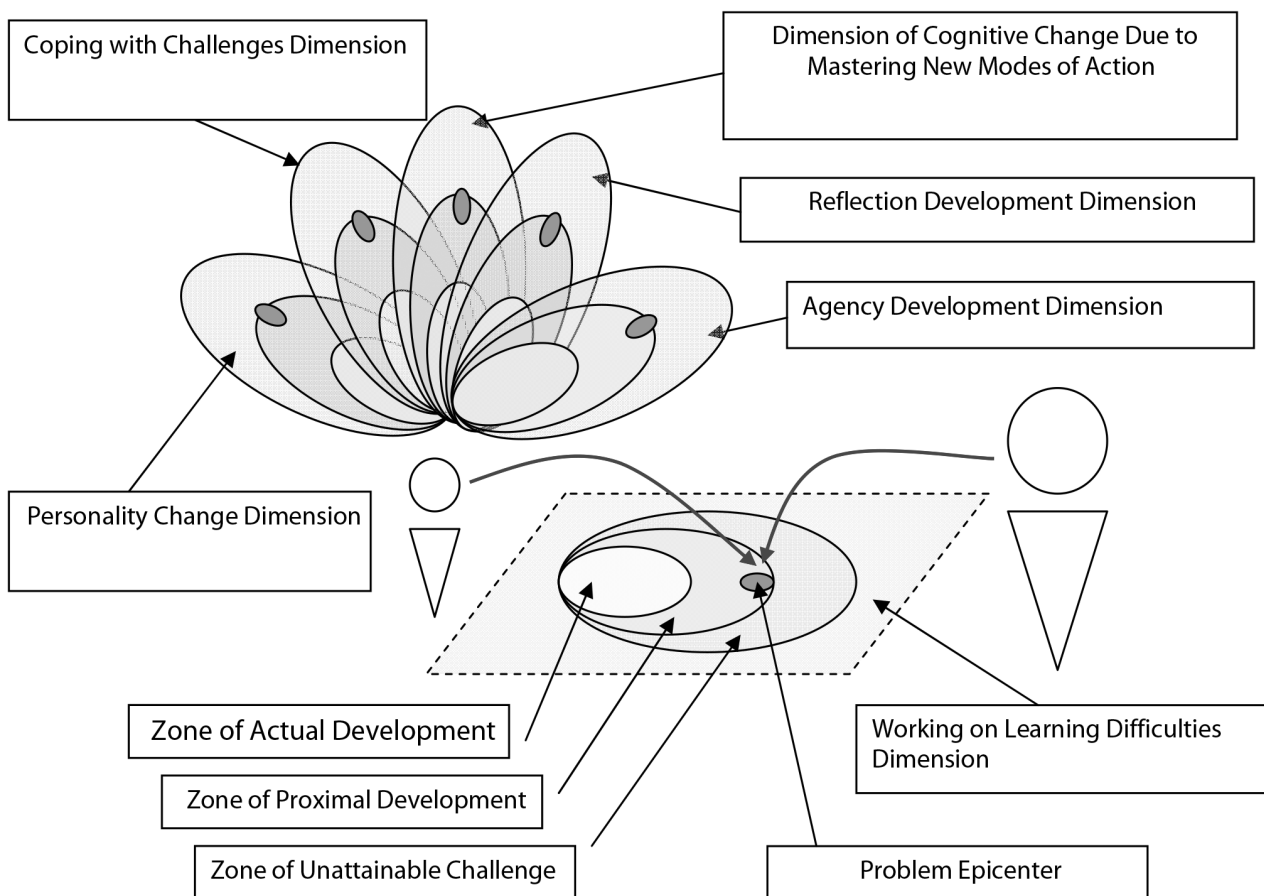 Coping with Challenges Dimension
Dimension of Cognitive Change Due to
Mastering New Modes of Action
Reflection Development Dimension
Agency Development Dimension
Personality Change Dimension
Zone of Actual Development
Working on Learning Difficulties
Dimension
Zone of Proximal Development
Zone of Unattainable Challenge
Problem Epicenter